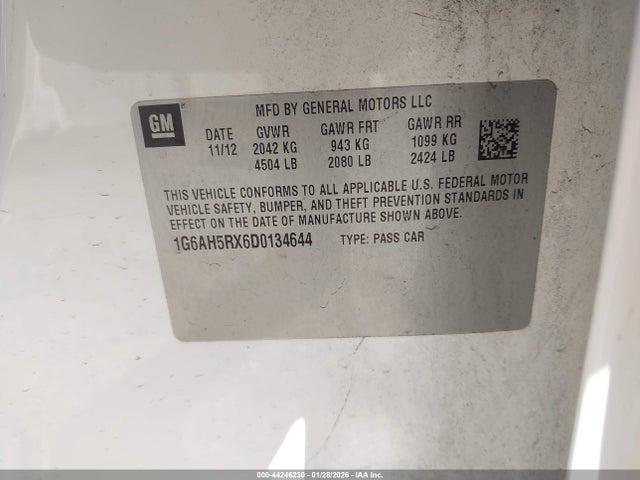 GM
MFD BY GENERAL MOTORS LLC
DATE GVWR GAWR FRT GAWR RR
11/12 2042 KG 943 KG 1099 KG
4504 LB 2080 LB 2424 LB
THIS VEHICLE CONFORMS TO ALL APPLICABLE U.S. FEDERAL MOTOR
VEHICLE SAFETY, BUMPER, AND THEFT PREVENTION STANDARDS IN
EFFECT ON THE DATE OF MANUFACTURE SHOWN ABOVE.
1G6AH5RX6D0134644 TYPE: PASS CAR
000-44246230 - 01/28/2026 - Copyright © IAA Inc.